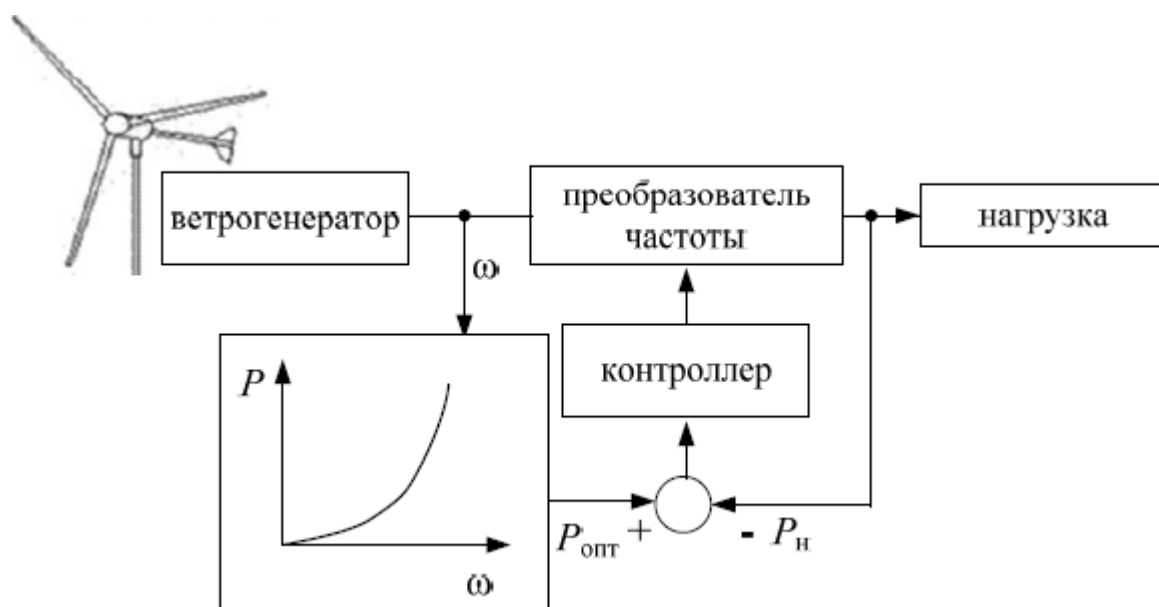 ветрогенератор
преобразователь
частоты
нагрузка
ω
контроллер
P
ω
Pопт
+
- Pн